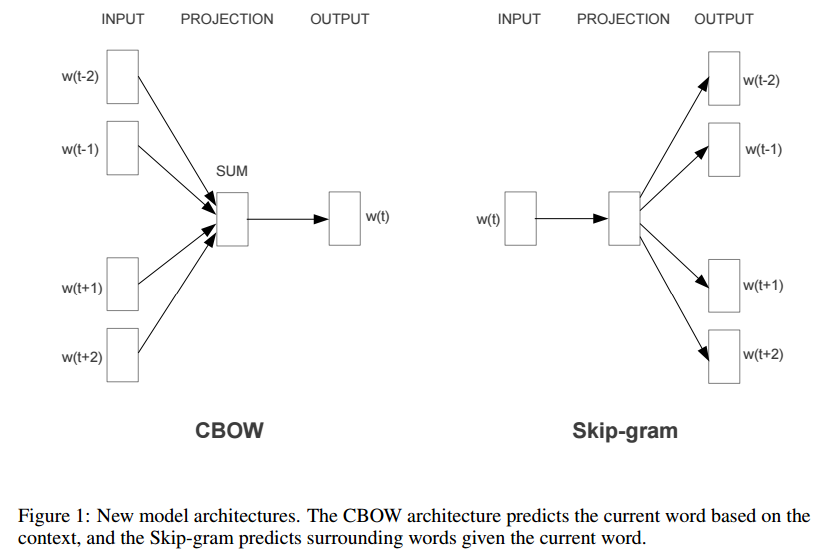 INPUT PROJECTION OUTPUT
w(t-2)
w(t-1)
SUM
w(t)
w(t+1)
w(t+2)
CBOW
INPUT PROJECTION OUTPUT
w(t-2)
w(t-1)
w(t)
w(t+1)
w(t+2)
Skip-gram
Figure 1: New model architectures. The CBOW architecture predicts the current word based on the
context, and the Skip-gram predicts surrounding words given the current word.